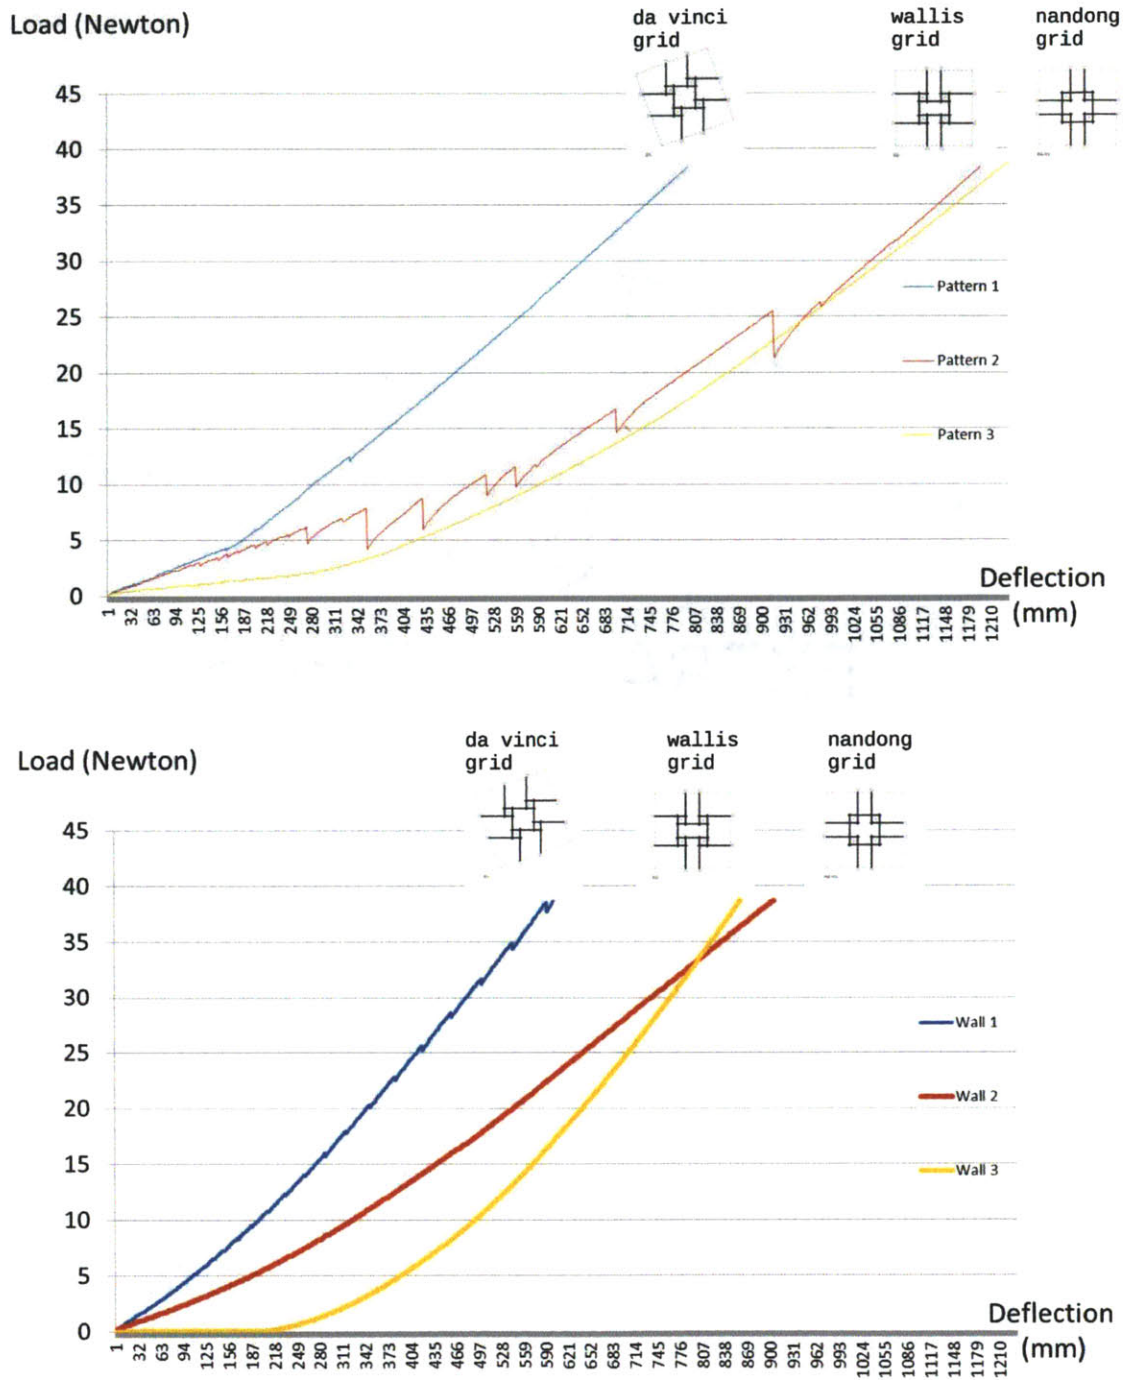 Load (Newton)
da vinci
grid
wallis
grid
nandong
grid
45
40
35
30
25
20
15
10
5
0
Pattern 1
Pattern 2
Patern 3
Deflection
(mm)
1 32 63 94 125 156 187 218 249 280 311 342 373 404 435 466 497 528 559 590 621 652 683 714 745 776 807 838 869 900 931 962 993 1024 1055 1086 1117 1148 1179 1210
Load (Newton)
da vinci
grid
wallis
grid
nandong
grid
45
40
35
30
25
20
15
10
5
0
Wall 1
Wall 2
Wall 3
Deflection
(mm)
1 32 63 94 125 156 187 218 249 280 311 342 373 404 435 466 497 528 559 590 621 652 683 714 745 776 807 838 869 900 931 962 993 1024 1055 1086 1117 1148 1179 1210